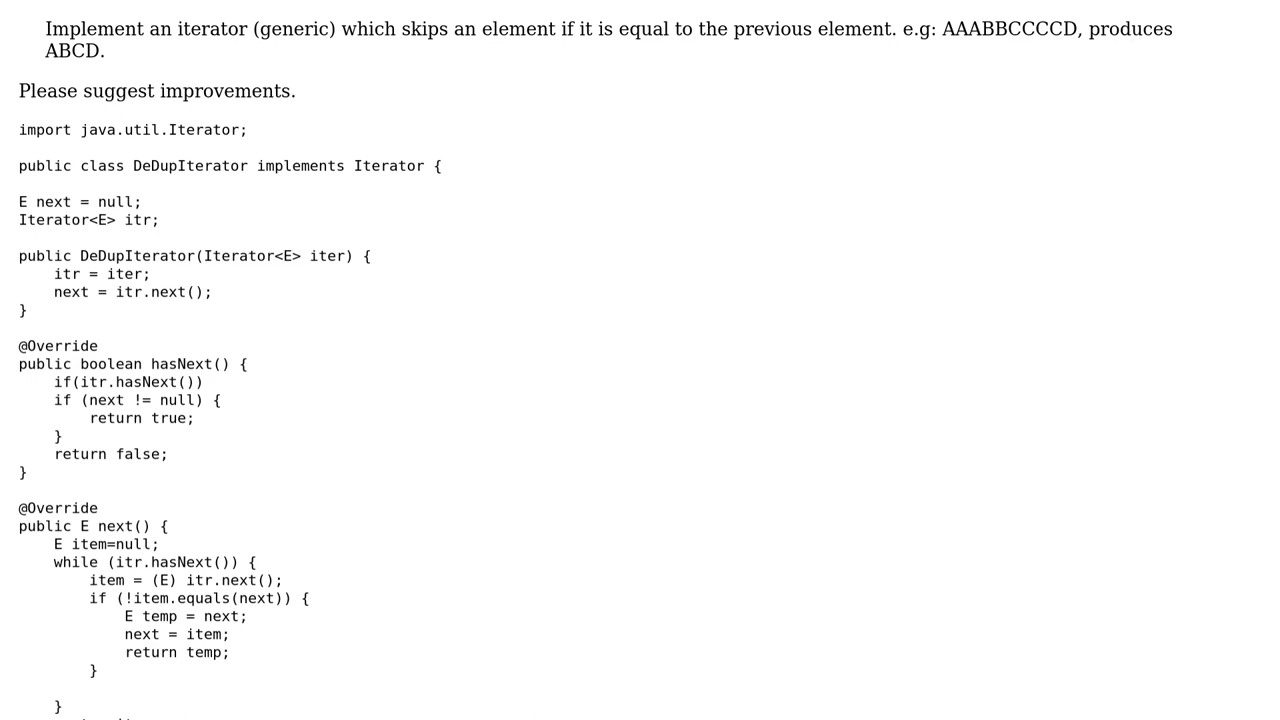 Implement an iterator (generic) which skips an element if it is equal to the previous element. e.g: AAABBCCCCD, produces
ABCD.
Please suggest improvements.
import java.util.Iterator;
public class DeDupIterator implements Iterator {
E next = null;
Iterator<E> itr;
public DeDupIterator(Iterator<E> iter) {
    itr = iter;
    next = itr.next();
}
@Override
public boolean hasNext() {
    if(itr.hasNext())
    if (next != null) {
        return true;
    }
    return false;
}
@Override
public E next() {
    E item=null;
    while (itr.hasNext()) {
        item = (E) itr.next();
        if (!item.equals(next)) {
            E temp = next;
            next = item;
            return temp;
        }
    }